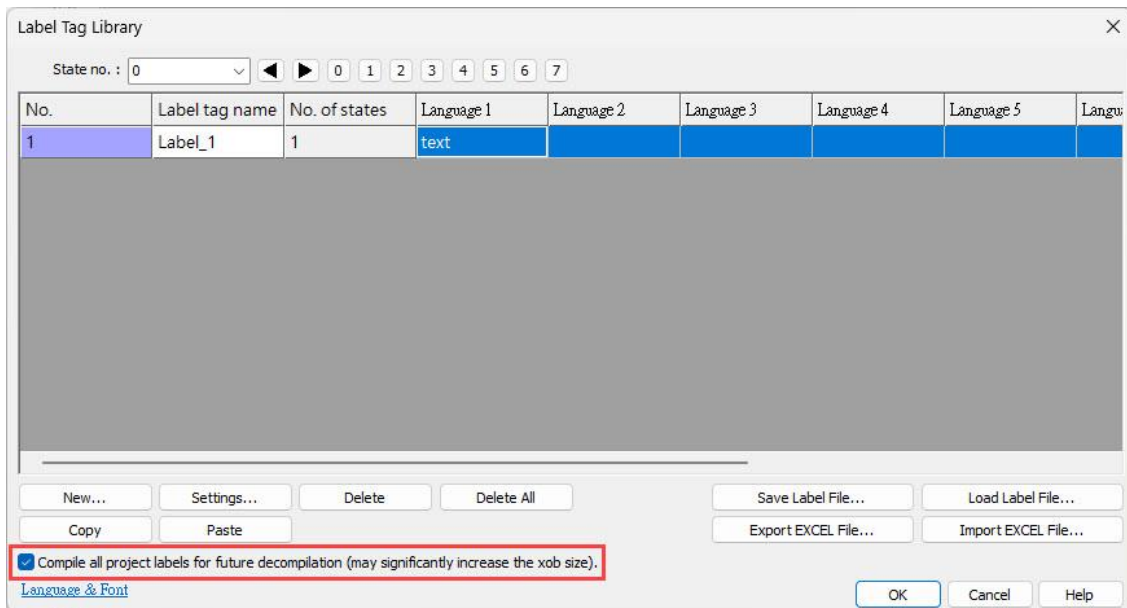 Label Tag Library
State no. : 0 0 1 2 3 4 5 6 7
No. Label tag name No. of states Language 1 Language 2 Language 3 Language 4 Language 5 Langu
1 Label_1 1 text
New... Settings... Delete Delete All Save Label File... Load Label File...
Copy Paste Export EXCEL File... Import EXCEL File...
Compile all project labels for future decompilation (may significantly increase the xob size).
Language & Font OK Cancel Help